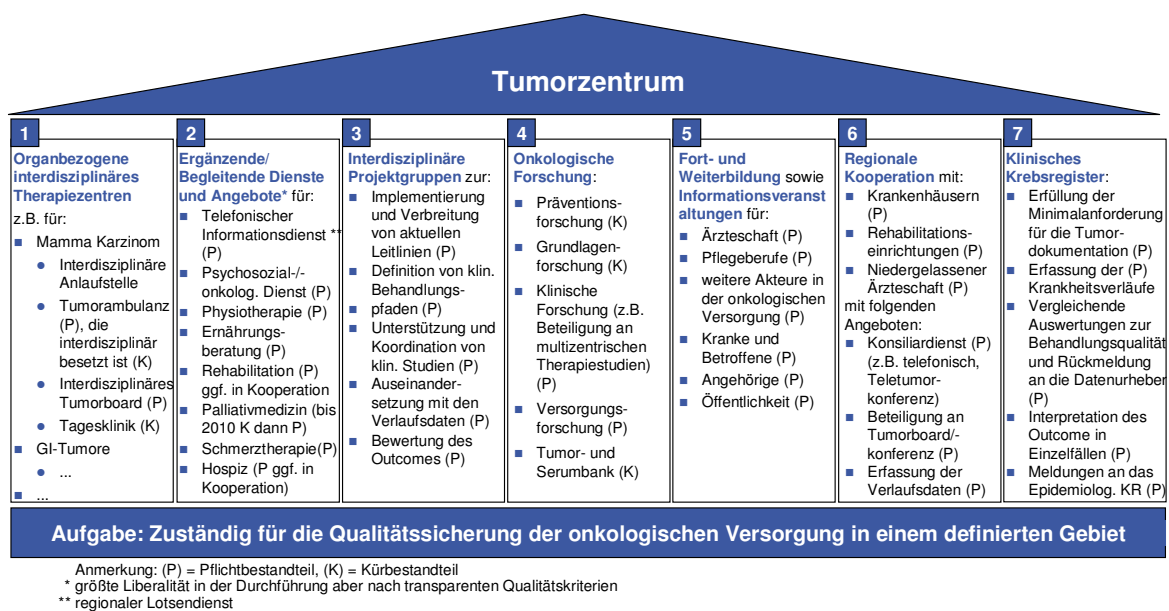 Tumorzentrum
1
Organbezogene
interdisziplinäres
Therapiezentren
z.B. für:
Mamma Karzinom
Interdisziplinäre
Anlaufstelle
Tumorambulanz
(P), die
interdisziplinär
besetzt ist (K)
Interdisziplinäres
Tumorboard (P)
Tagesklinik (K)
GI-Tumore
...
...
2
Ergänzende/
Begleitende Dienste
und Angebote* für:
Telefonischer
Informationsdienst **
(P)
Psychosozial-/-
onkolog. Dienst (P)
Physiotherapie (P)
Ernährungs-
beratung (P)
Rehabilitation (P)
ggf. in Kooperation
Palliativmedizin (bis
2010 K dann P)
Schmerztherapie(P)
Hospiz (P ggf. in
Kooperation)
3
Interdisziplinäre
Projektgruppen zur:
Implementierung
und Verbreitung
von aktuellen
Leitlinien (P)
Definition von klin.
Behandlungs-
pfaden (P)
Unterstützung und
Koordination von
klin. Studien (P)
Auseinander-
setzung mit den
Verlaufsdaten (P)
Bewertung des
Outcomes (P)
4
Onkologische
Forschung:
Präventions-
forschung (K)
Grundlagen-
forschung (K)
Klinische
Forschung (z.B.
Beteiligung an
multizentrischen
Therapiestudien)
(P)
Versorgungs-
forschung (P)
Tumor- und
Serumbank (K)
5
Fort- und
Weiterbildung sowie
Informationsveranst
altungen für:
Ärzteschaft (P)
Pflegeberufe (P)
weitere Akteure in
der onkologischen
Versorgung (P)
Kranke und
Betroffene (P)
Angehörige (P)
Öffentlichkeit (P)
6
Regionale
Kooperation mit:
Krankenhäusern
(P)
Rehabilitations-
einrichtungen (P)
Niedergelassener
Ärzteschaft (P)
mit folgenden
Angeboten:
Konsiliardienst (P)
(z.B. telefonisch,
Teletumor-
konferenz)
Beteiligung an
Tumorboard/-
konferenz (P)
Erfassung der
Verlaufsdaten (P)
7
Klinisches
Krebsregister:
Erfüllung der
Minimalanforderung
für die Tumor-
dokumentation (P)
Erfassung der (P)
Krankheitsverläufe
Vergleichende
Auswertungen zur
Behandlungsqualität
und Rückmeldung
an die Datenurheber
(P)
Interpretation des
Outcome in
Einzelfällen (P)
Meldungen an das
Epidemiolog. KR (P)
Aufgabe: Zuständig für die Qualitätssicherung der onkologischen Versorgung in einem definierten Gebiet
Anmerkung: (P) = Pflichtbestandteil, (K) = Kürbestandteil
* größte Liberalität in der Durchführung aber nach transparenten Qualitätskriterien
** regionaler Lotsendienst